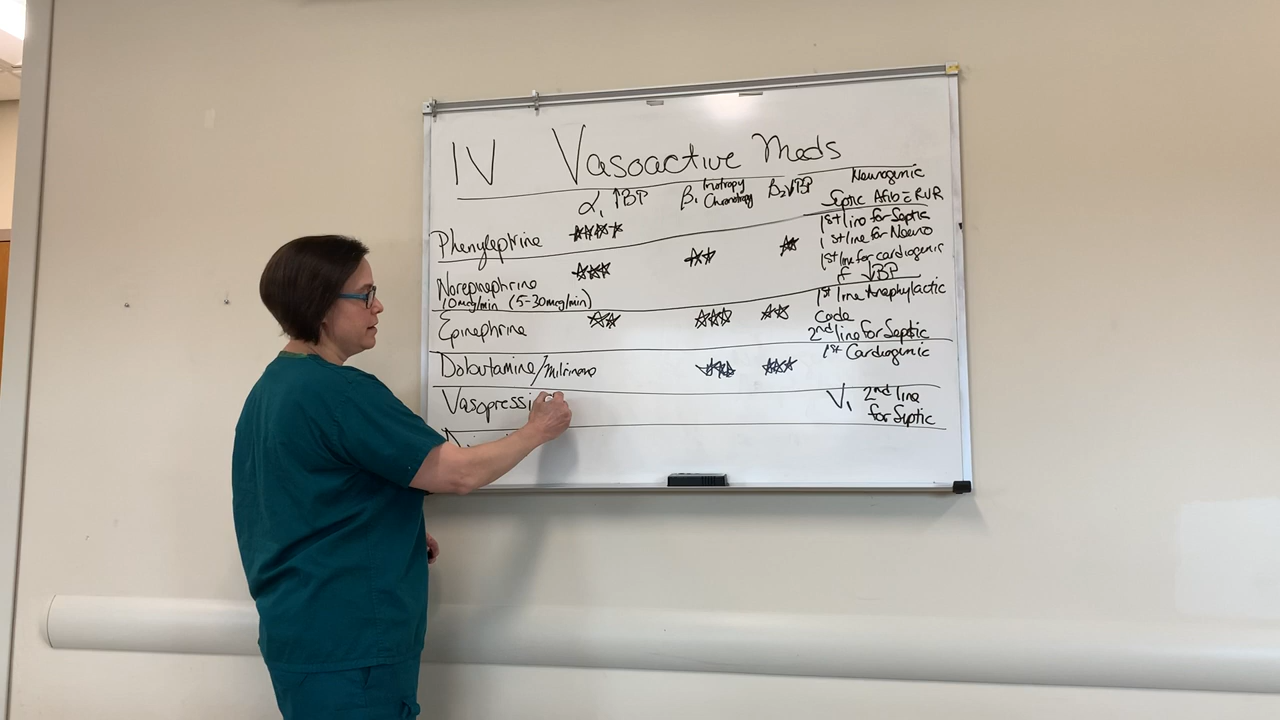 IV Vasoactive Meds
α₁ ↑BP β₁ Inotropy Chronotropy β₂ ↓BP
Neurogenic
Septic Afib c̄ RVR
Phenylephrine ****
1st line for Septic
1st line for Neuro
1st line for cardiogenic
if ↓BP
Norepinephrine *** ** *
10mcg/min (5-30mcg/min)
1st line Anaphylactic
Code
2nd line for Septic
Epinephrine ** *** **
1st Cardiogenic
Dobutamine/milrinone *** ***
Vasopressi
V₁ 2nd line
for Septic